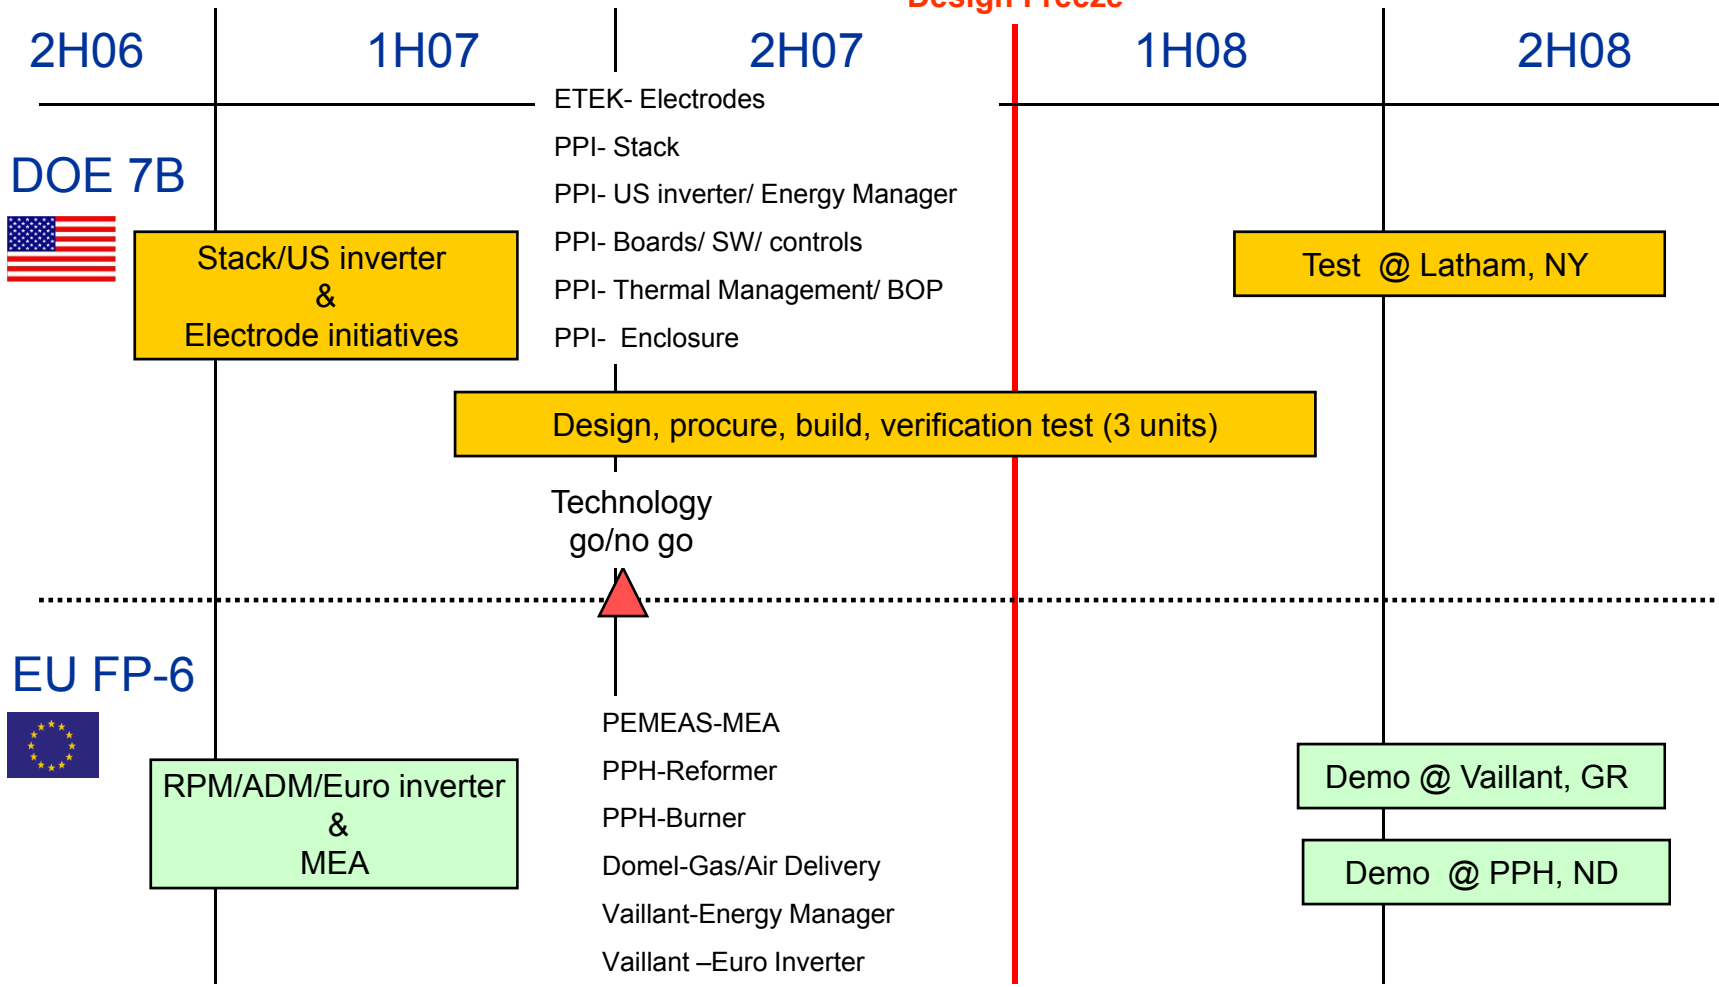 Design Freeze
2H06
1H07
2H07
1H08
2H08
DOE 7B
ETEK- Electrodes
PPI- Stack
PPI- US inverter/ Energy Manager
PPI- Boards/ SW/ controls
PPI- Thermal Management/ BOP
PPI- Enclosure
Stack/US inverter
&
Electrode initiatives
Test @ Latham, NY
Design, procure, build, verification test (3 units)
Technology
go/no go
EU FP-6
RPM/ADM/Euro inverter
&
MEA
PEMEAS-MEA
PPH-Reformer
PPH-Burner
Domel-Gas/Air Delivery
Vaillant-Energy Manager
Vaillant –Euro Inverter
Demo @ Vaillant, GR
Demo @ PPH, ND